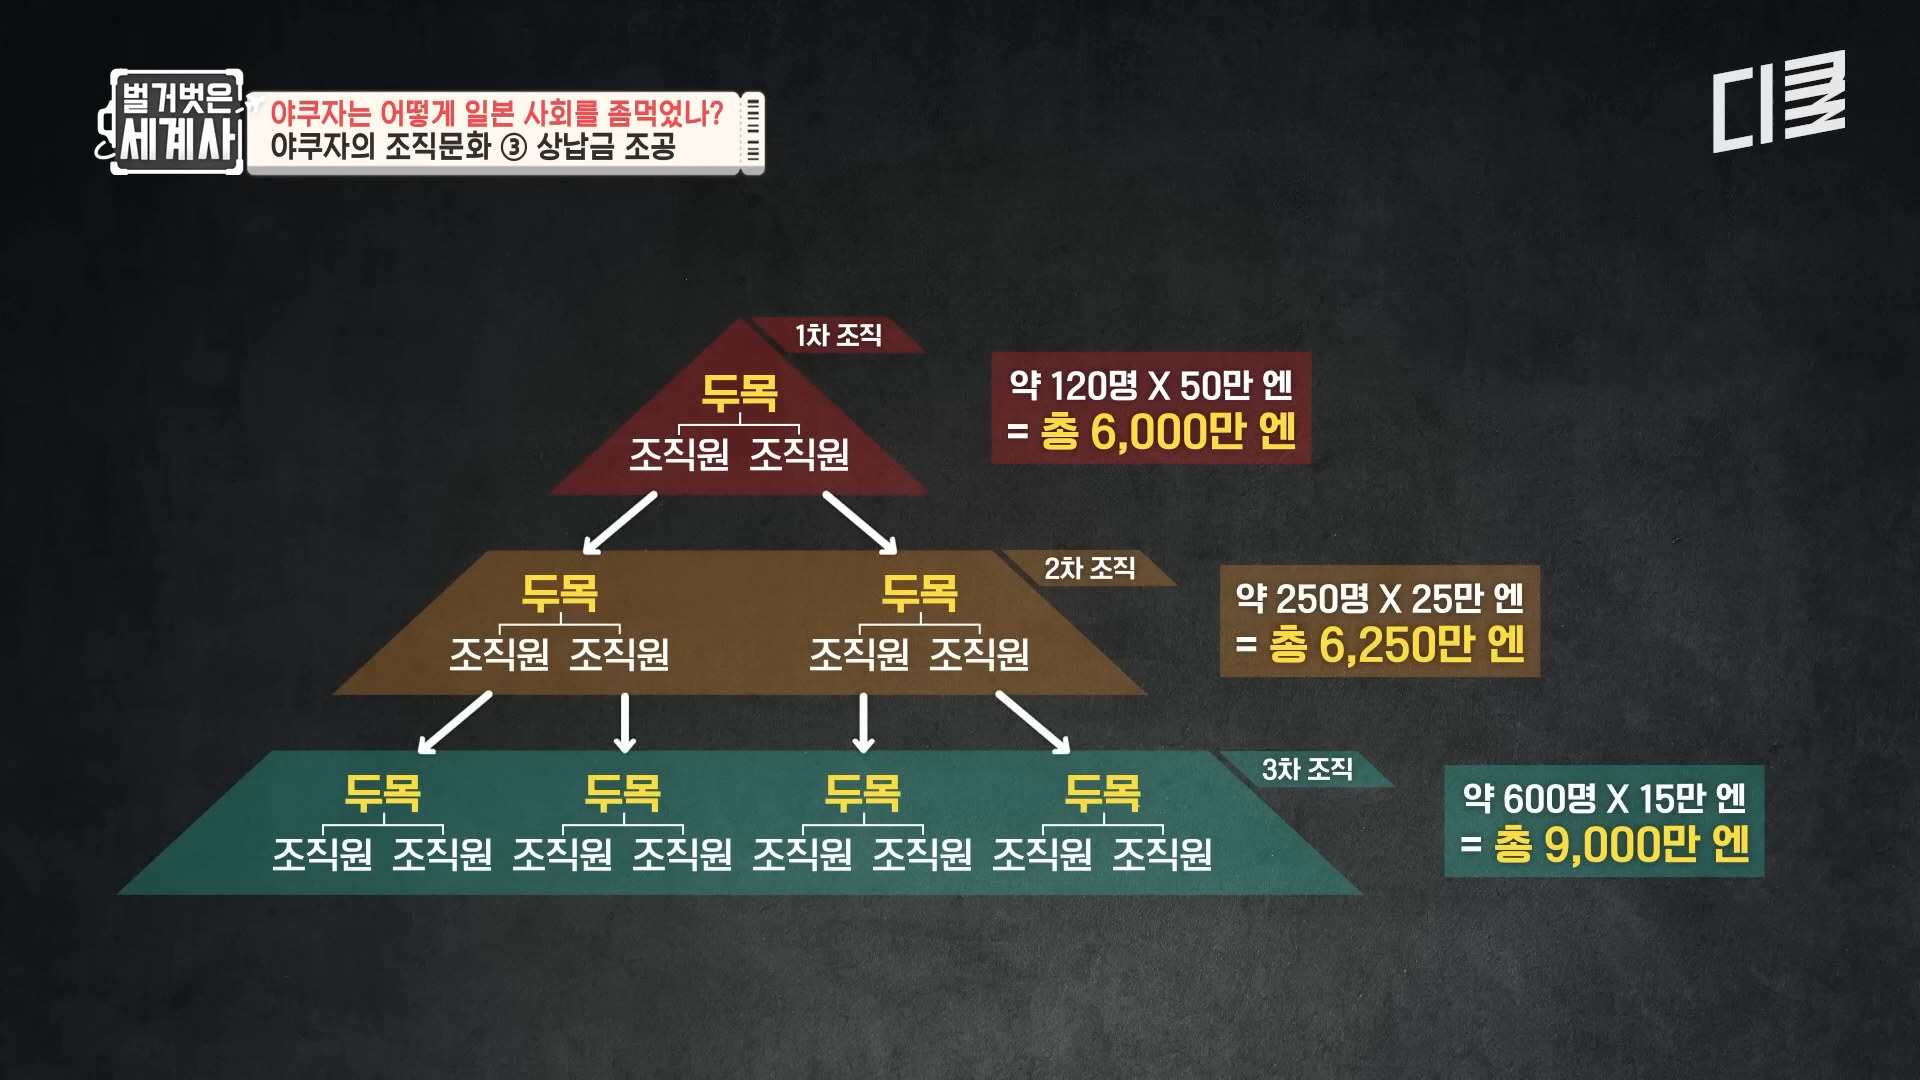 벌거벗은
세계사
야쿠자는 어떻게 일본 사회를 좀먹었나?
야쿠자의 조직문화 ③ 상납금 조공
디클
1차 조직
두목
조직원 조직원
약 120명 X 50만 엔
= 총 6,000만 엔
2차 조직
두목 두목
조직원 조직원 조직원 조직원
약 250명 X 25만 엔
= 총 6,250만 엔
3차 조직
두목 두목 두목 두목
조직원 조직원 조직원 조직원 조직원 조직원 조직원 조직원
약 600명 X 15만 엔
= 총 9,000만 엔